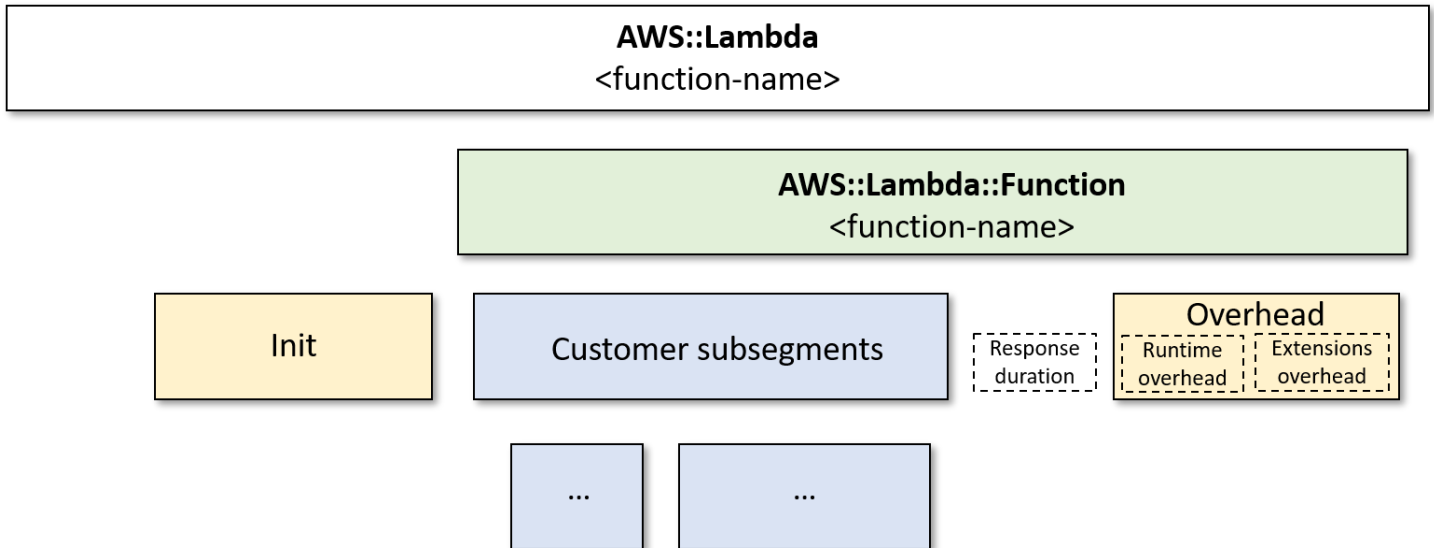 AWS::Lambda
<function-name>
AWS::Lambda::Function
<function-name>
Init
Customer subsegments
Response
duration
Overhead
Runtime
overhead
Extensions
overhead
...
...